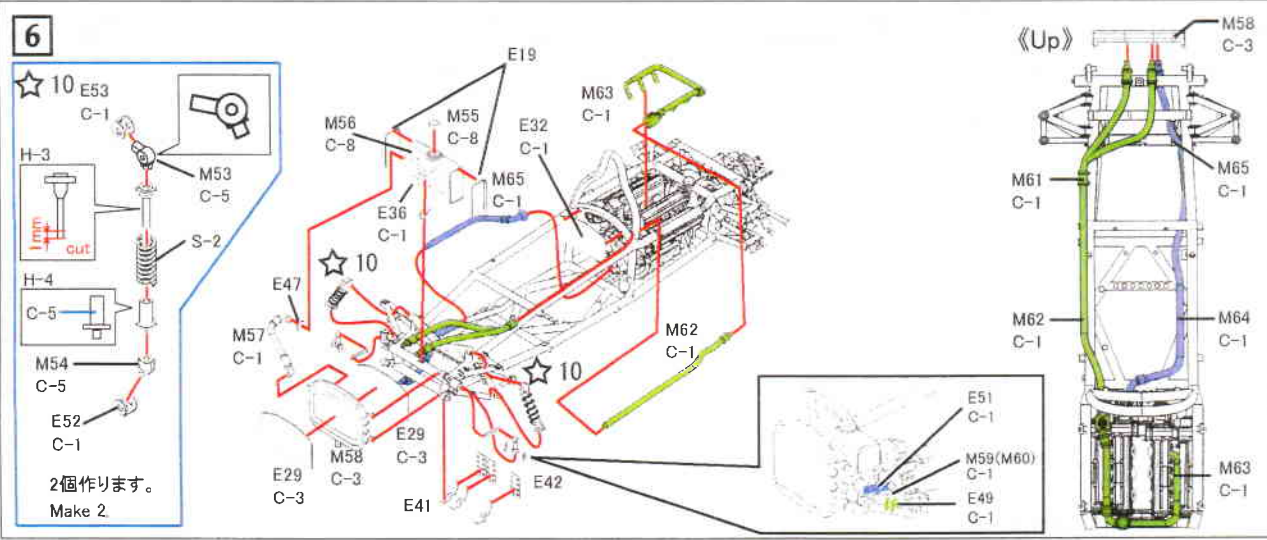 6
☆ 10
E53
C-1
H-3
1mm
cut
M53
C-5
S-2
H-4
C-5
M54
C-5
E52
C-1
2個作ります。
Make 2.
E19
M55
C-8
M56
C-8
E36
C-1
M65
C-1
E32
C-1
M63
C-1
☆ 10
E47
M57
C-1
M62
C-1
☆ 10
E29
C-3
M58
C-3
E29
C-3
E41
E42
E51
C-1
M59(M60)
C-1
E49
C-1
《Up》
M58
C-3
M65
C-1
M61
C-1
M62
C-1
M64
C-1
M63
C-1